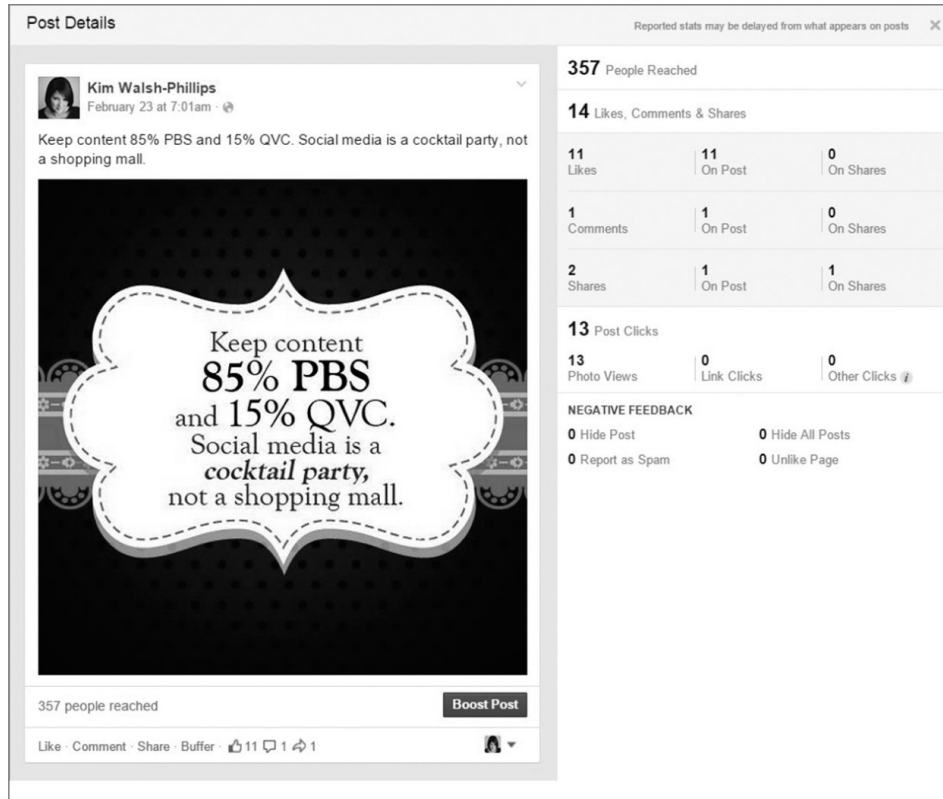 Post Details
Reported stats may be delayed from what appears on posts ×
Kim Walsh-Phillips
February 23 at 7:01am ·
Keep content 85% PBS and 15% QVC. Social media is a cocktail party, not
a shopping mall.
Keep content
85% PBS
and 15% QVC.
Social media is a
cocktail party,
not a shopping mall.
357 people reached
Boost Post
Like · Comment · Share · Buffer · 11 1 1
357 People Reached
14 Likes, Comments & Shares
11 11 0
Likes On Post On Shares
1 1 0
Comments On Post On Shares
2 1 1
Shares On Post On Shares
13 Post Clicks
13 0 0
Photo Views Link Clicks Other Clicks i
NEGATIVE FEEDBACK
0 Hide Post 0 Hide All Posts
0 Report as Spam 0 Unlike Page